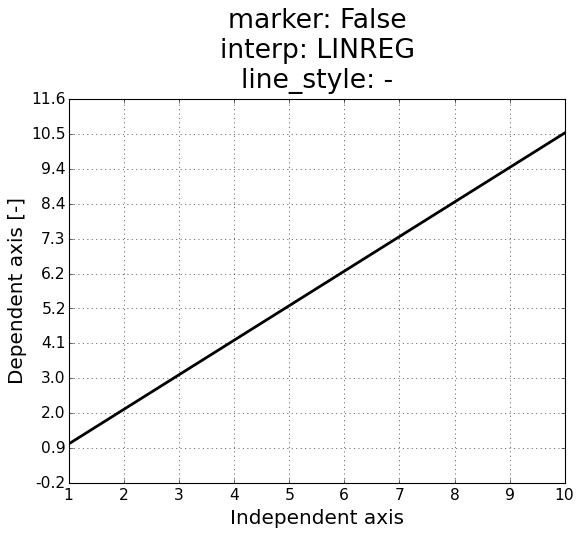 marker: False
interp: LINREG
line_style: -
11.6
10.5
9.4
8.4
7.3
6.2
5.2
4.1
3.0
2.0
0.9
-0.2
Dependent axis [-]
1 2 3 4 5 6 7 8 9 10
Independent axis